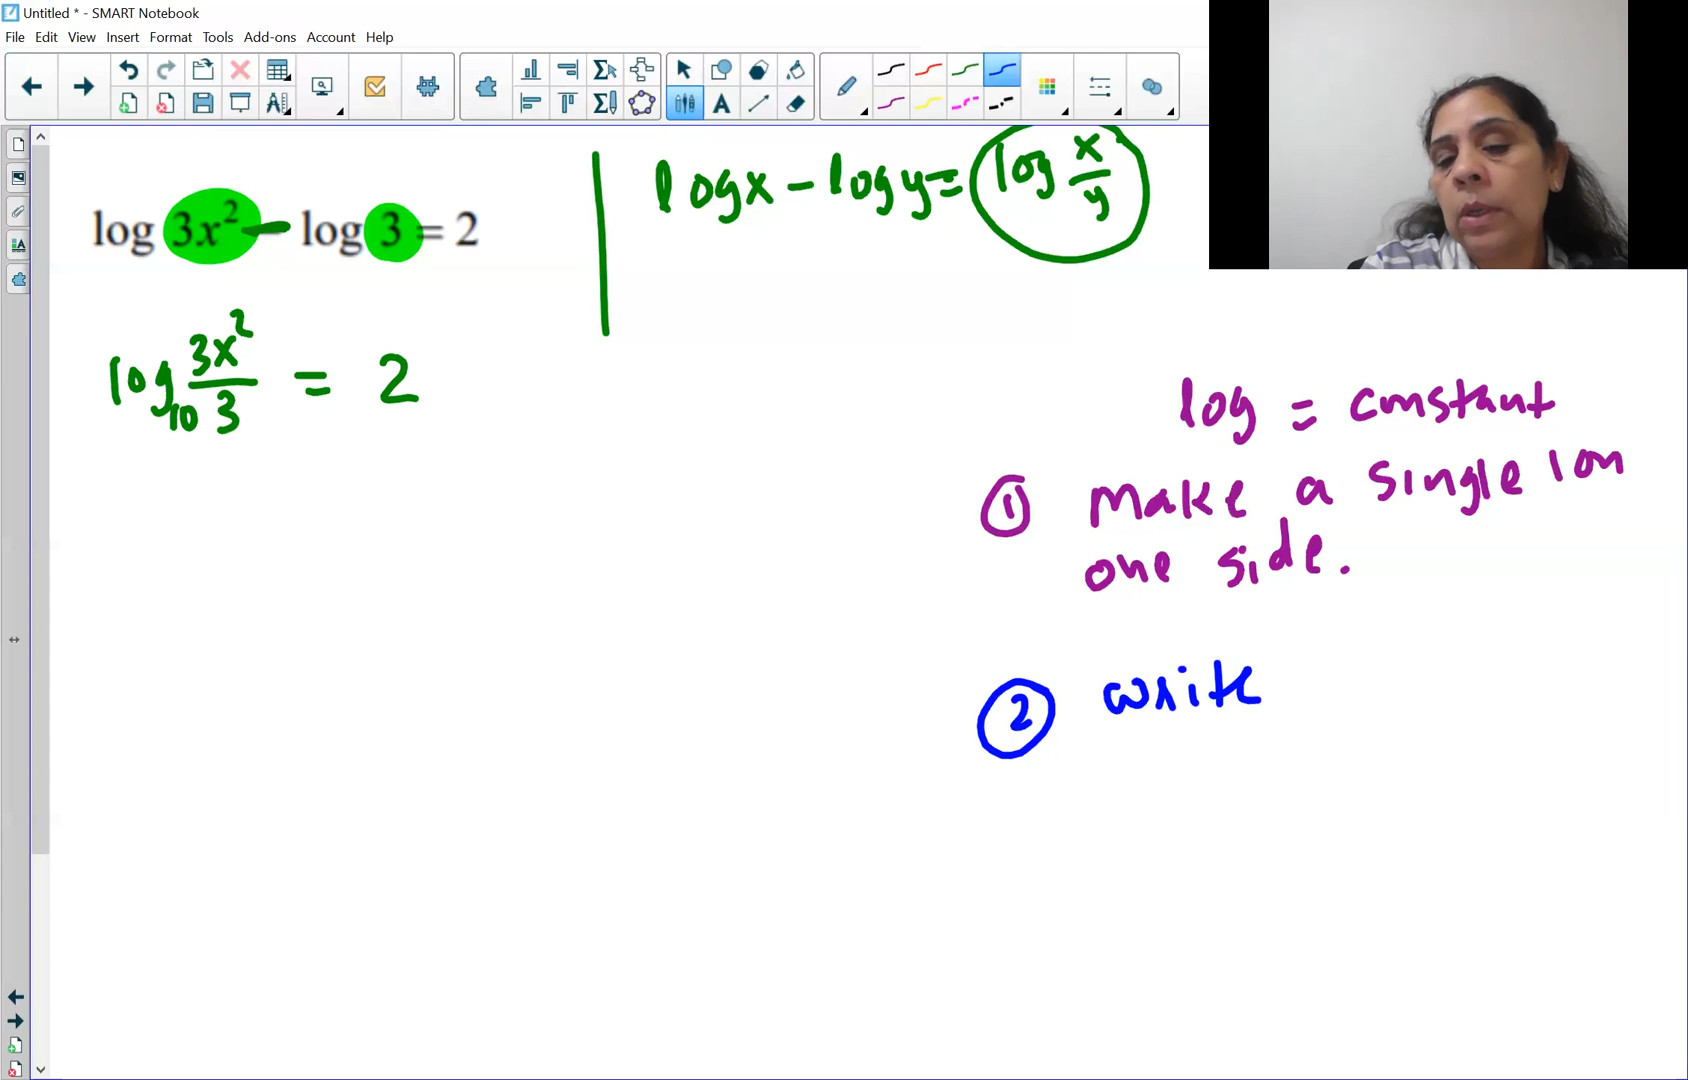 Untitled * - SMART Notebook
File Edit View Insert Format Tools Add-ons Account Help
log x - log y = log x/y
log 3x² - log 3 = 2
log₁₀ 3x²/3 = 2
log = constant
① Make a single l on
one side.
② write